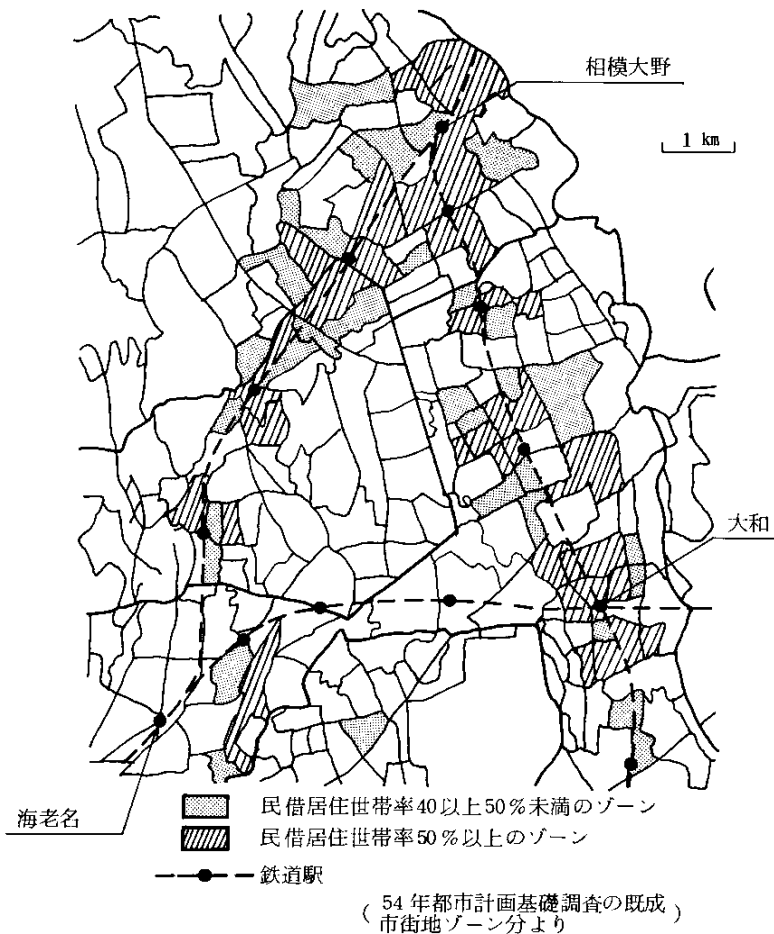 相模大野
1 km
大和
海老名
民借居住世帯率40以上50%未満のゾーン
民借居住世帯率50%以上のゾーン
鉄道駅
(54年都市計画基礎調査の既成
市街地ゾーン分より)